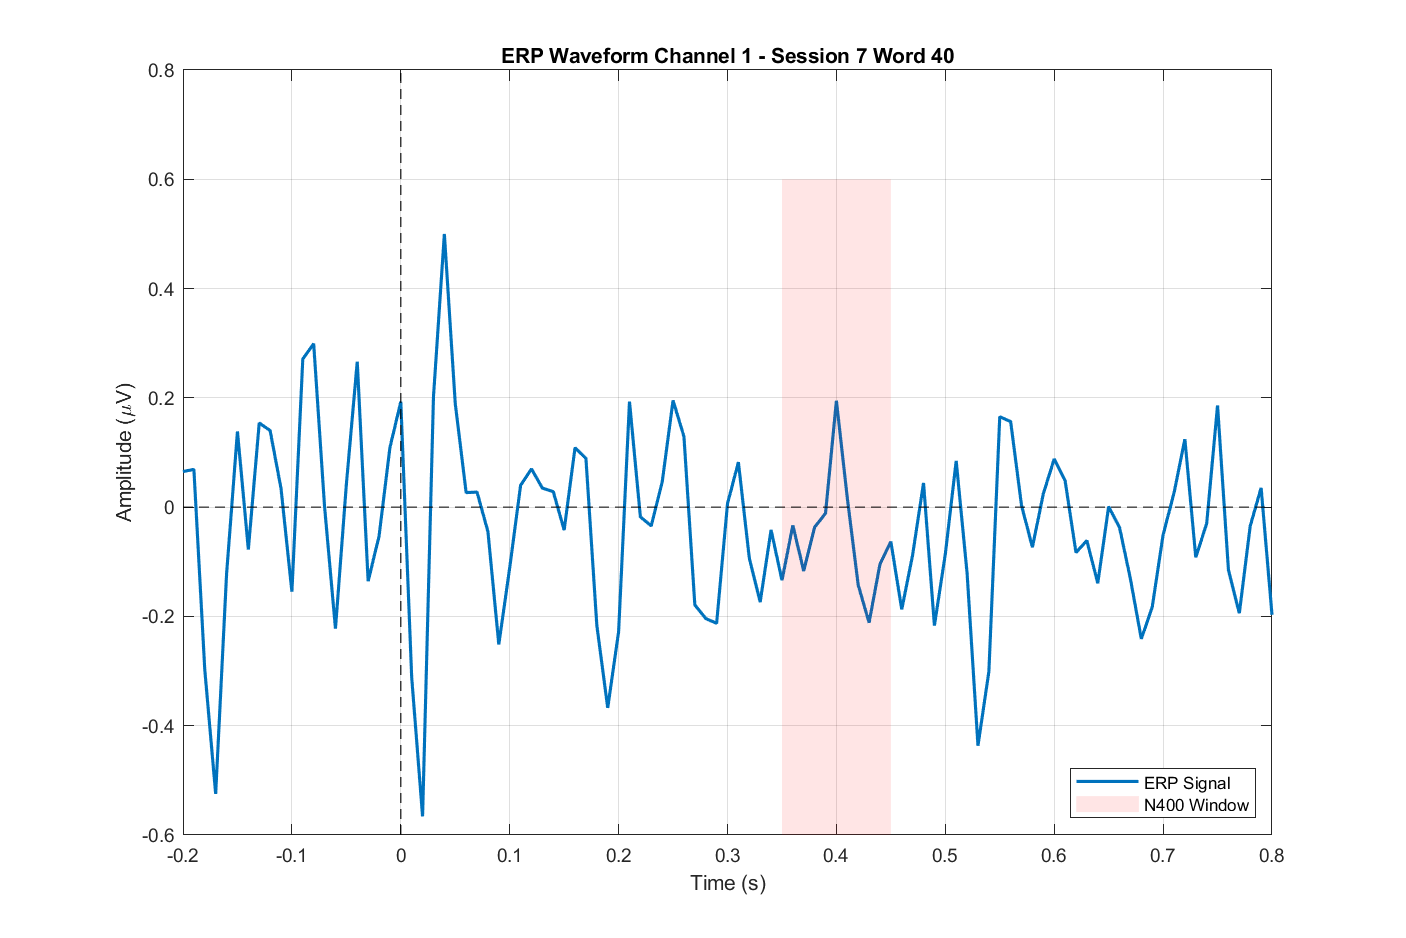 ERP Waveform Channel 1 - Session 7 Word 40
0.8
0.6
0.4
0.2
0
-0.2
-0.4
-0.6
Amplitude (μV)
-0.2 -0.1 0 0.1 0.2 0.3 0.4 0.5 0.6 0.7 0.8
Time (s)
ERP Signal
N400 Window